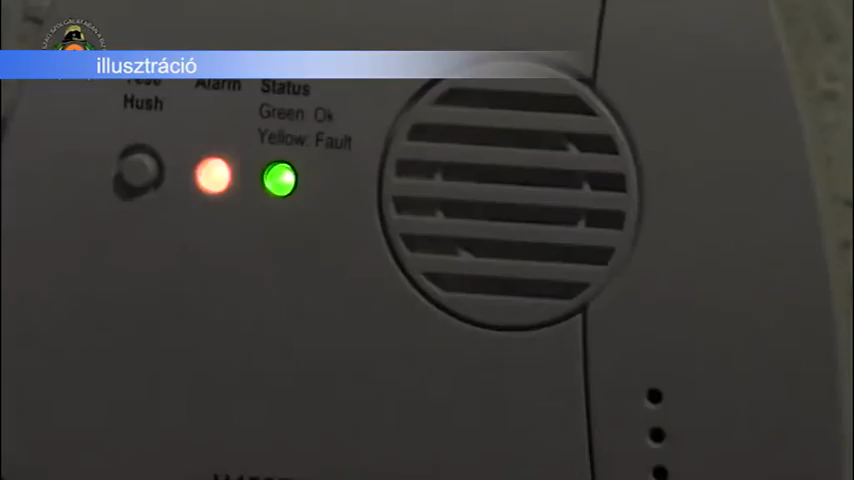 illusztráció
Alarm
Status
Hush
Green: Ok
Yellow: Fault